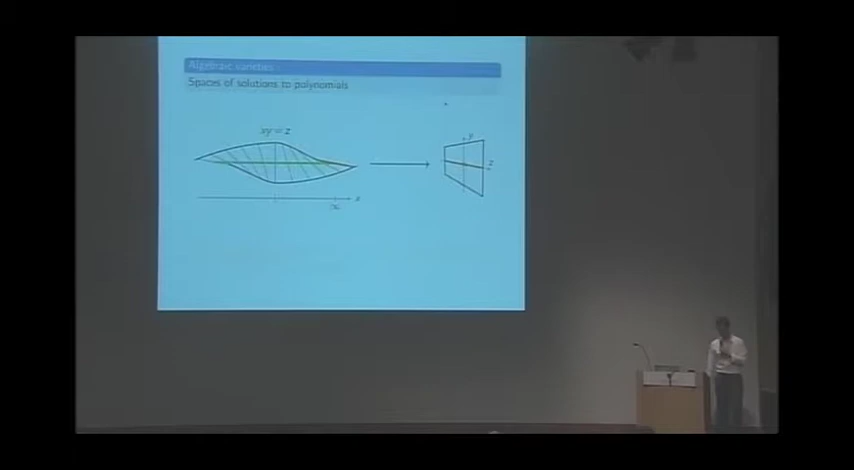 Algebraic varieties
Spaces of solutions to polynomials
xy = z
y
z
x
∞